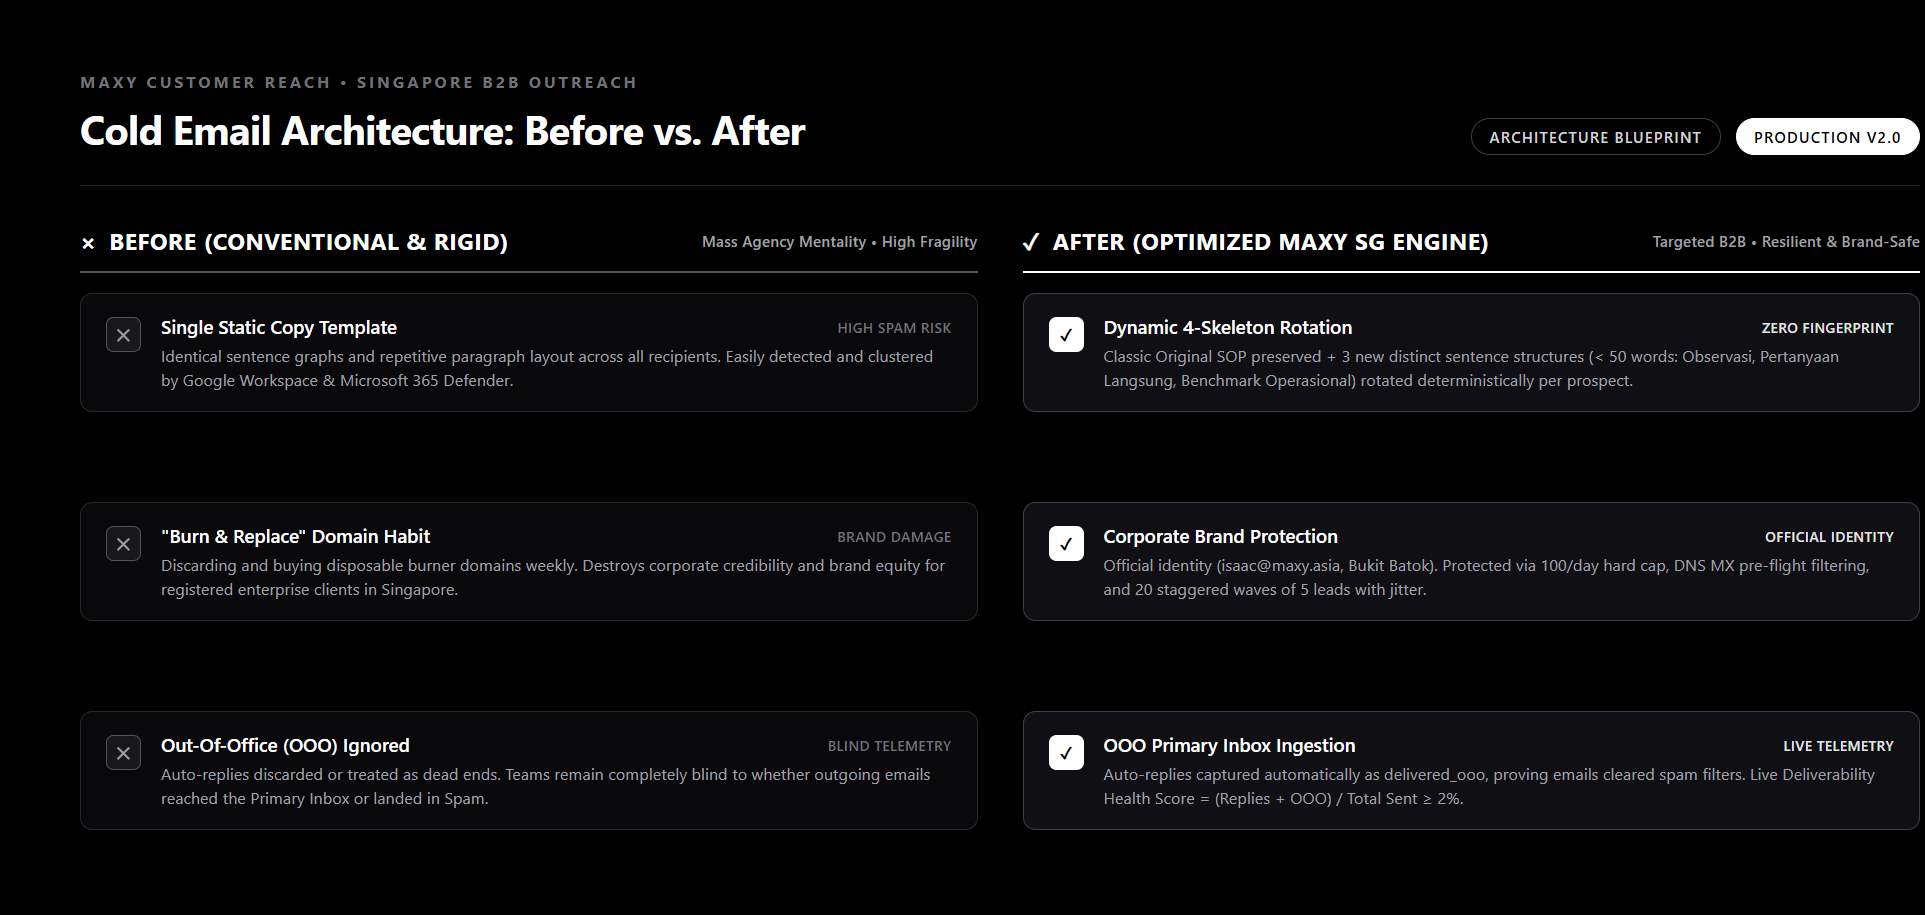 MAXY CUSTOMER REACH • SINGAPORE B2B OUTREACH
Cold Email Architecture: Before vs. After
ARCHITECTURE BLUEPRINT
PRODUCTION V2.0
× BEFORE (CONVENTIONAL & RIGID)
Mass Agency Mentality • High Fragility
Single Static Copy Template
HIGH SPAM RISK
Identical sentence graphs and repetitive paragraph layout across all recipients. Easily detected and clustered
by Google Workspace & Microsoft 365 Defender.
"Burn & Replace" Domain Habit
BRAND DAMAGE
Discarding and buying disposable burner domains weekly. Destroys corporate credibility and brand equity for
registered enterprise clients in Singapore.
Out-Of-Office (OOO) Ignored
BLIND TELEMETRY
Auto-replies discarded or treated as dead ends. Teams remain completely blind to whether outgoing emails
reached the Primary Inbox or landed in Spam.
✓ AFTER (OPTIMIZED MAXY SG ENGINE)
Targeted B2B • Resilient & Brand-Safe
Dynamic 4-Skeleton Rotation
ZERO FINGERPRINT
Classic Original SOP preserved + 3 new distinct sentence structures (< 50 words: Observasi, Pertanyaan
Langsung, Benchmark Operasional) rotated deterministically per prospect.
Corporate Brand Protection
OFFICIAL IDENTITY
Official identity (isaac@maxy.asia, Bukit Batok). Protected via 100/day hard cap, DNS MX pre-flight filtering,
and 20 staggered waves of 5 leads with jitter.
OOO Primary Inbox Ingestion
LIVE TELEMETRY
Auto-replies captured automatically as delivered_ooo, proving emails cleared spam filters. Live Deliverability
Health Score = (Replies + OOO) / Total Sent ≥ 2%.